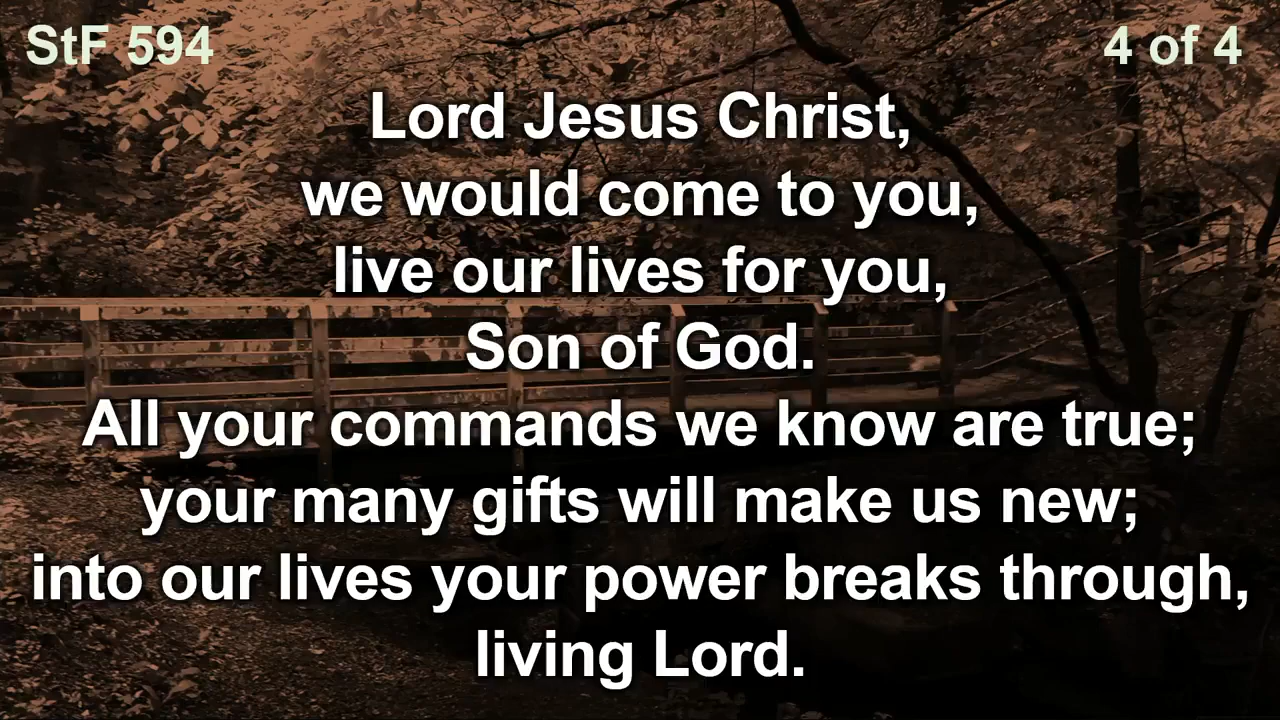 StF 594
4 of 4
Lord Jesus Christ,
we would come to you,
live our lives for you,
Son of God.
All your commands we know are true;
your many gifts will make us new;
into our lives your power breaks through,
living Lord.